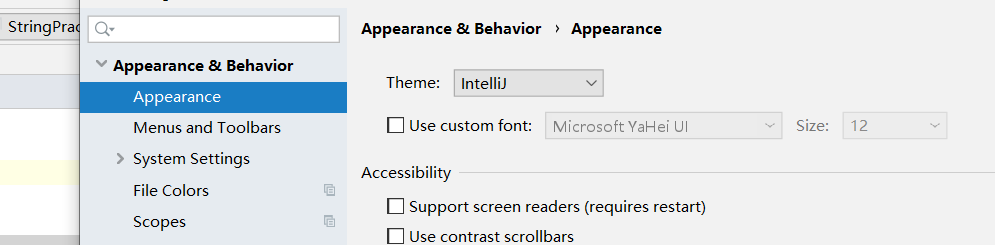 StringPrac
Appearance & Behavior › Appearance
Appearance & Behavior
Theme: IntelliJ
Appearance
Use custom font: Microsoft YaHei UI Size: 12
Menus and Toolbars
System Settings
Accessibility
File Colors
Support screen readers (requires restart)
Scopes
Use contrast scrollbars